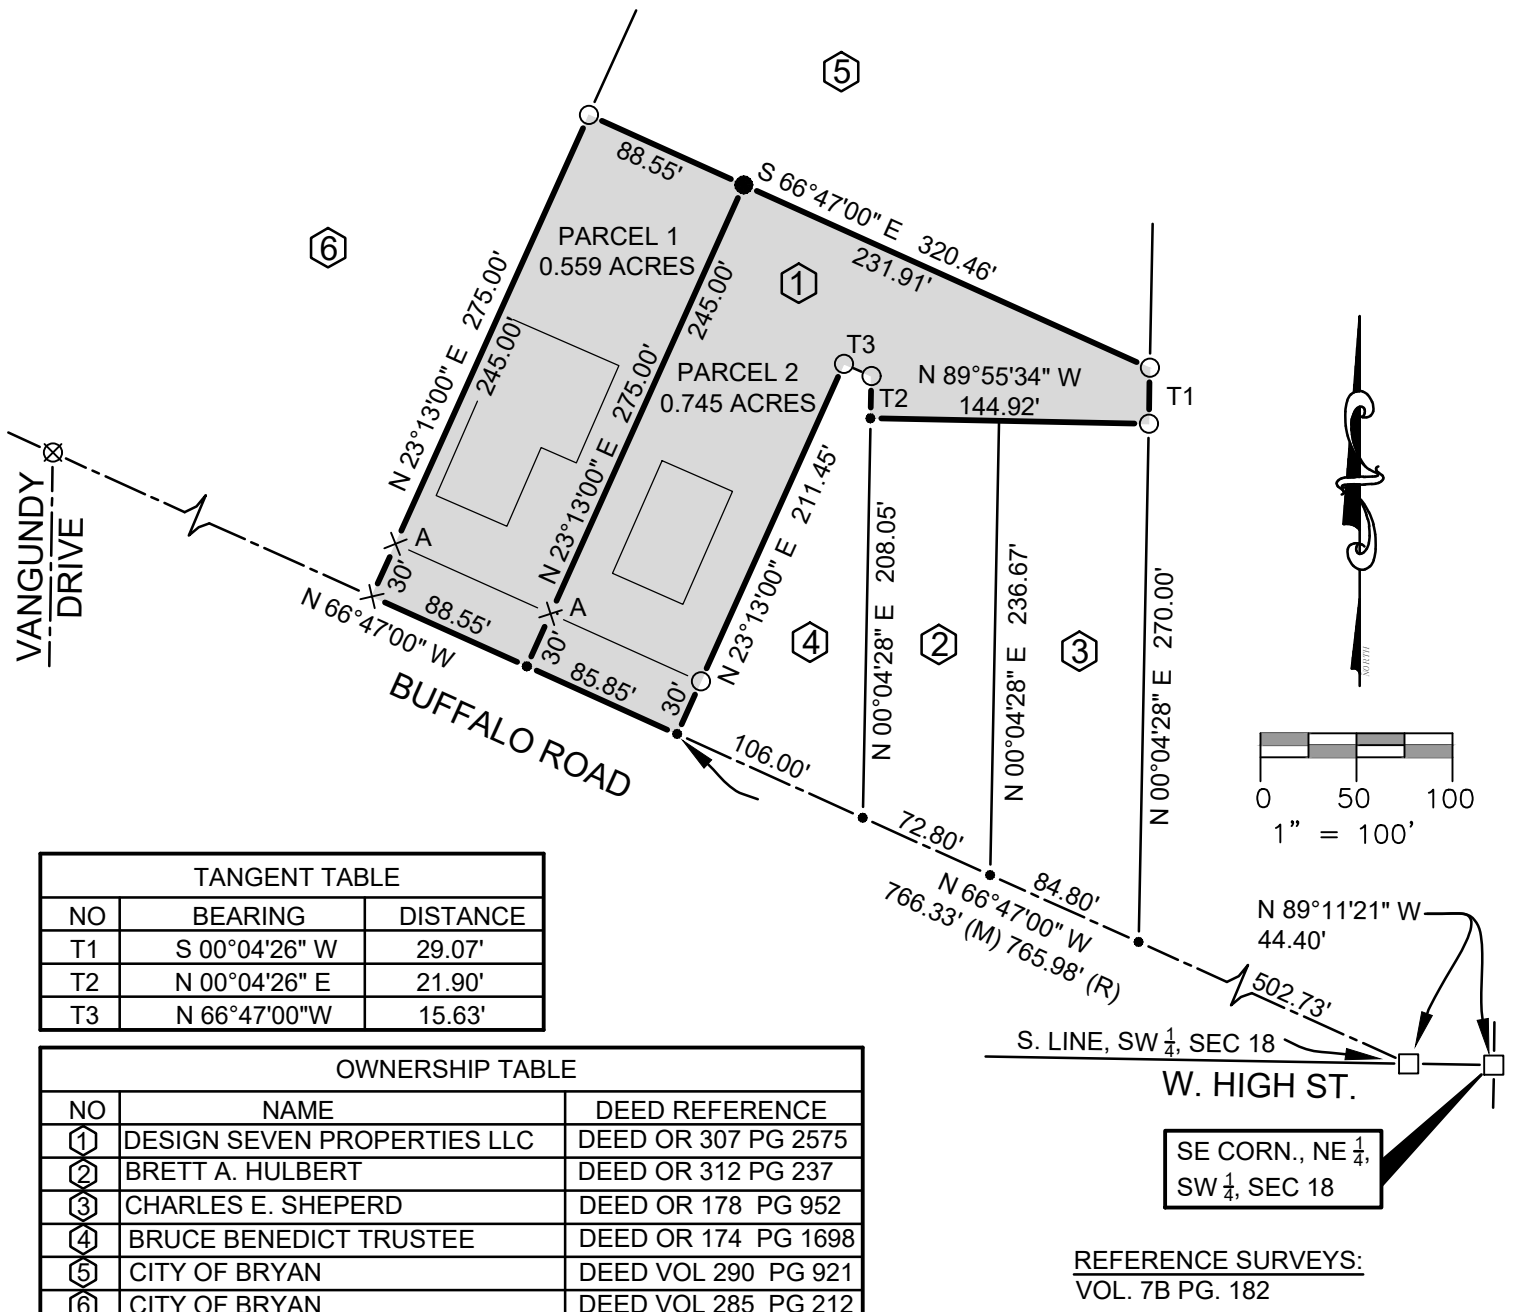 5
88.55'
S 66°47'00" E 320.46'
231.91'
6
PARCEL 1
0.559 ACRES
1
N 23°13'00" E 275.00'
245.00'
245.00'
N 23°13'00" E 275.00'
PARCEL 2
0.745 ACRES
T3
T2
N 89°55'34" W
144.92'
T1
N 23°13'00" E 211.45'
VANGUNDY
DRIVE
A
A
30'
30'
30'
N 66°47'00" W
88.55'
85.85'
BUFFALO ROAD
4
N 00°04'28" E 208.05'
2
N 00°04'28" E 236.67'
3
N 00°04'28" E 270.00'
NORTH
0 50 100
1" = 100'
106.00'
72.80'
84.80'
N 66°47'00" W
766.33' (M) 765.98' (R)
502.73'
N 89°11'21" W
44.40'
S. LINE, SW 1/4, SEC 18
W. HIGH ST.
SE CORN., NE 1/4,
SW 1/4, SEC 18
TANGENT TABLE
NO BEARING DISTANCE
T1 S 00°04'26" W 29.07'
T2 N 00°04'26" E 21.90'
T3 N 66°47'00"W 15.63'
OWNERSHIP TABLE
NO NAME DEED REFERENCE
1 DESIGN SEVEN PROPERTIES LLC DEED OR 307 PG 2575
2 BRETT A. HULBERT DEED OR 312 PG 237
3 CHARLES E. SHEPERD DEED OR 178 PG 952
4 BRUCE BENEDICT TRUSTEE DEED OR 174 PG 1698
5 CITY OF BRYAN DEED VOL 290 PG 921
6 CITY OF BRYAN DEED VOL 285 PG 212
REFERENCE SURVEYS:
VOL. 7B PG. 182